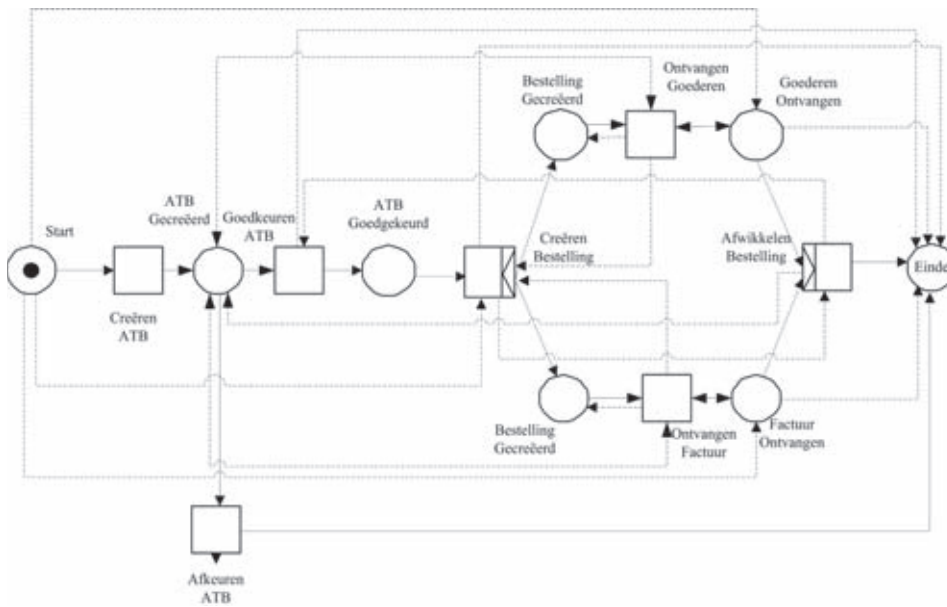 Ontvangen
Goederen
Bestelling
Gecreëerd
Goederen
Ontvangen
ATB
Gecreëerd
Goedkeuren
ATB
ATB
Goedgekeurd
Start
Creëren
Bestelling
Afwikkelen
Bestelling
Einde
Creëren
ATB
Bestelling
Gecreëerd
Ontvangen
Factuur
Factuur
Ontvangen
Afkeuren
ATB